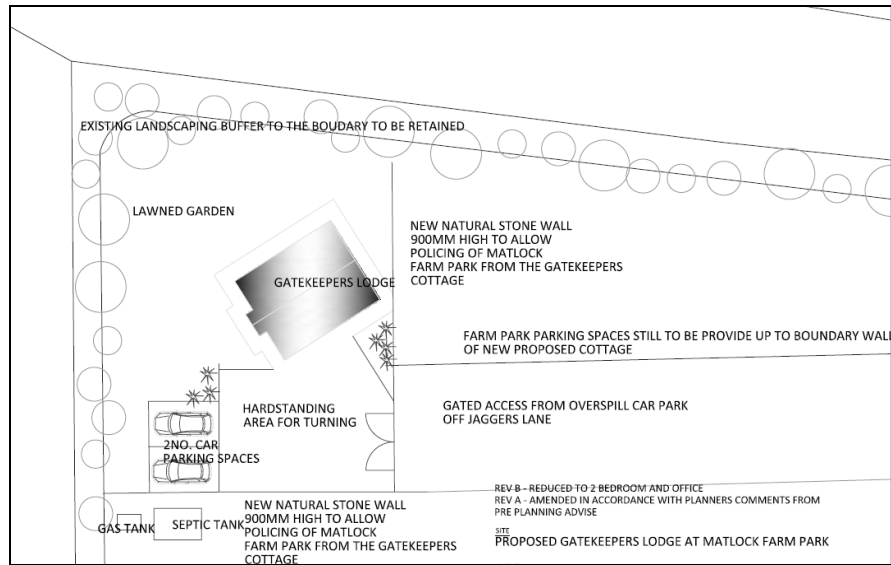 EXISTING LANDSCAPING BUFFER TO THE BOUDARY TO BE RETAINED
LAWNED GARDEN
NEW NATURAL STONE WALL
900MM HIGH TO ALLOW
POLICING OF MATLOCK
FARM PARK FROM THE GATEKEEPERS
COTTAGE
GATEKEEPERS LODGE
FARM PARK PARKING SPACES STILL TO BE PROVIDE UP TO BOUNDARY WALL
OF NEW PROPOSED COTTAGE
HARDSTANDING
AREA FOR TURNING
GATED ACCESS FROM OVERSPILL CAR PARK
OFF JAGGERS LANE
2NO. CAR
PARKING SPACES
GAS TANK
SEPTIC TANK
NEW NATURAL STONE WALL
900MM HIGH TO ALLOW
POLICING OF MATLOCK
FARM PARK FROM THE GATEKEEPERS
COTTAGE
REV B - REDUCED TO 2 BEDROOM AND OFFICE
REV A - AMENDED IN ACCORDANCE WITH PLANNERS COMMENTS FROM
PRE PLANNING ADVISE
SITE
PROPOSED GATEKEEPERS LODGE AT MATLOCK FARM PARK